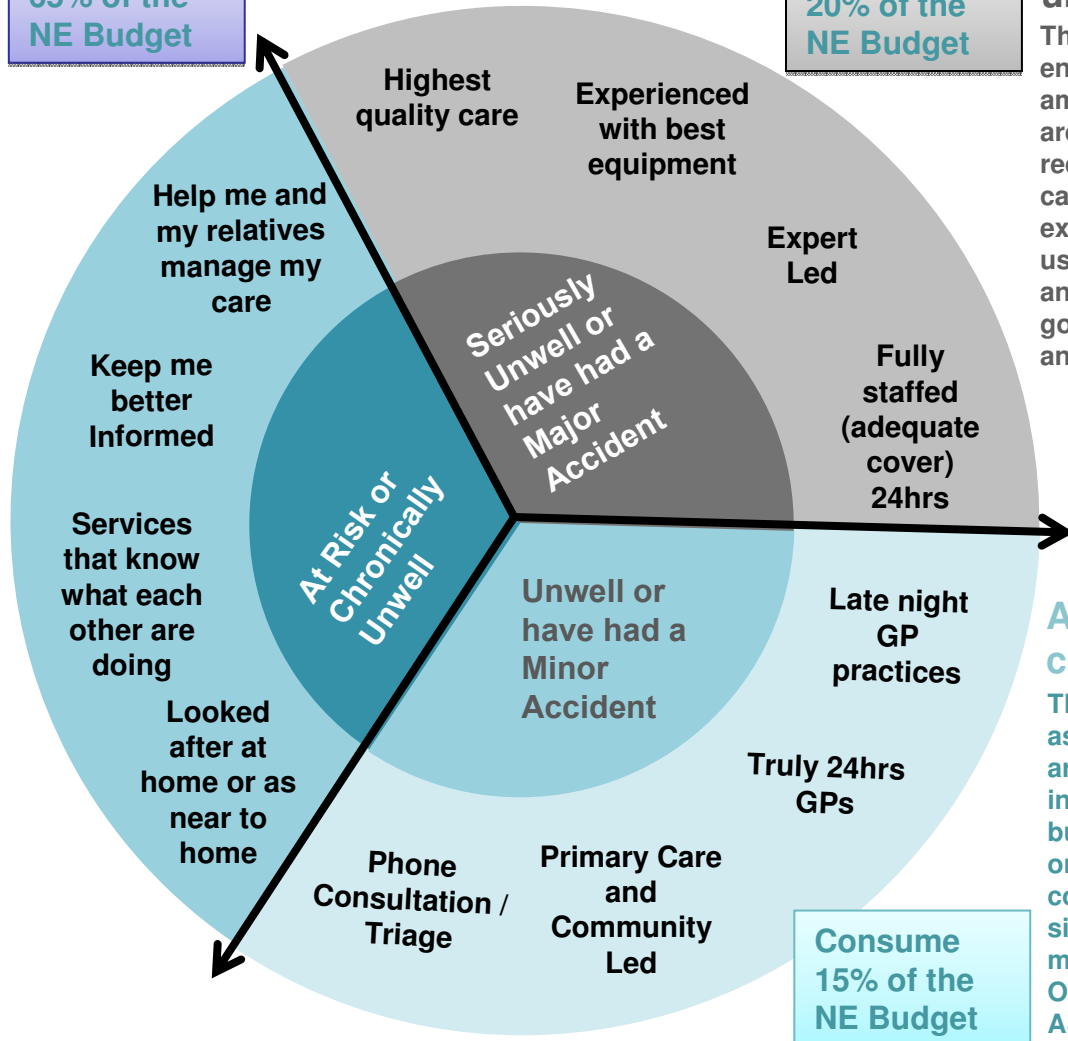 NE Budget
20% of the
NE Budget
Highest
quality care
Experienced
with best
equipment
Expert
Led
Fully
staffed
(adequate
cover)
24hrs
Help me and
my relatives
manage my
care
Keep me
better
Informed
Services
that know
what each
other are
doing
Looked
after at
home or as
near to
home
Seriously
Unwell or
have had a
Major
Accident
At Risk or
Chronically
Unwell
Unwell or
have had a
Minor
Accident
Late night
GP
practices
Truly 24hrs
GPs
Primary Care
and
Community
Led
Phone
Consultation /
Triage
Consume
15% of the
NE Budget